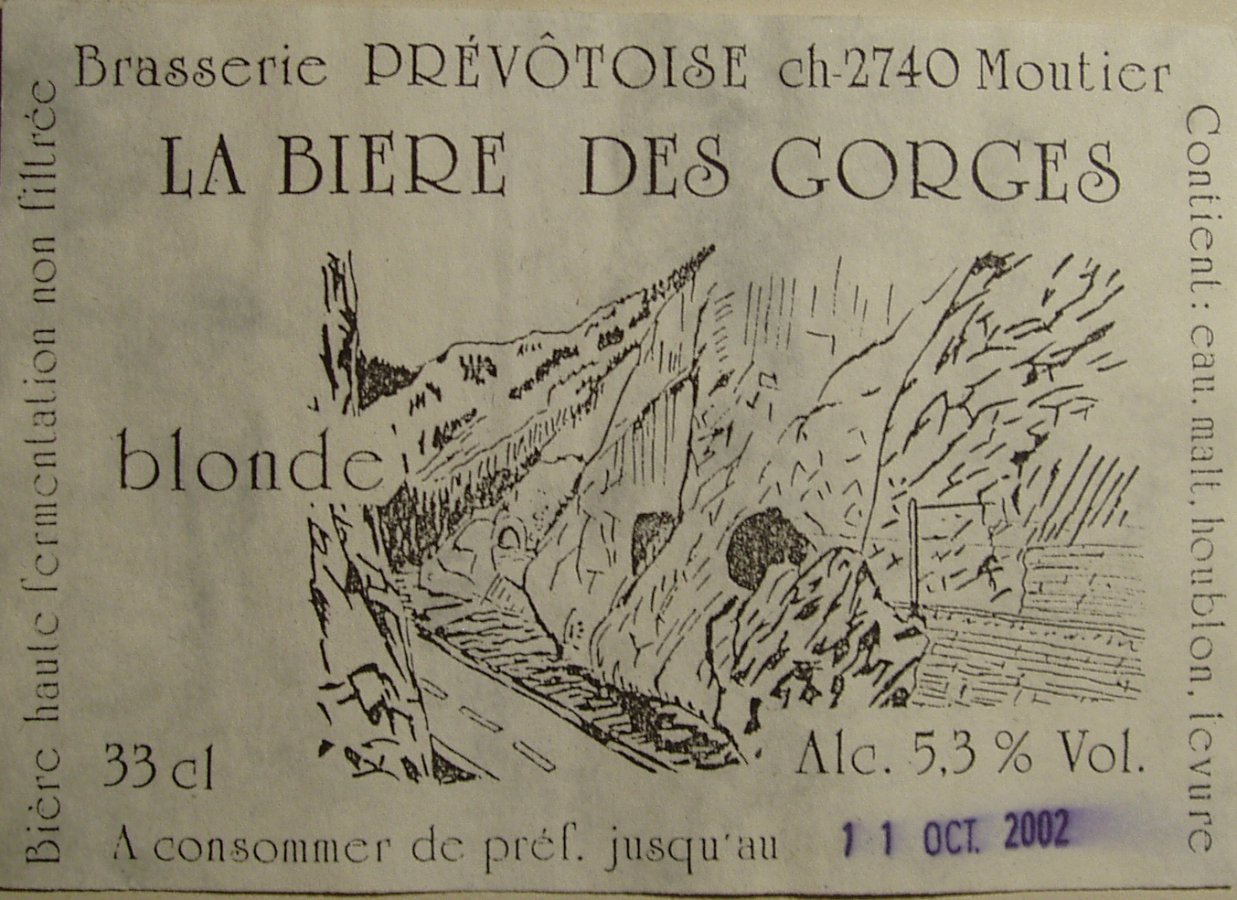 Brasserie PRÉVÔTOISE ch-2740 Moutier
LA BIERE DES GORGES
Bière haute fermentation non filtrée
Contient: eau, malt, houblon, levure
blonde
33 cl
Alc. 5,3 % Vol.
A consommer de préf. jusqu'au 11 OCT. 2002